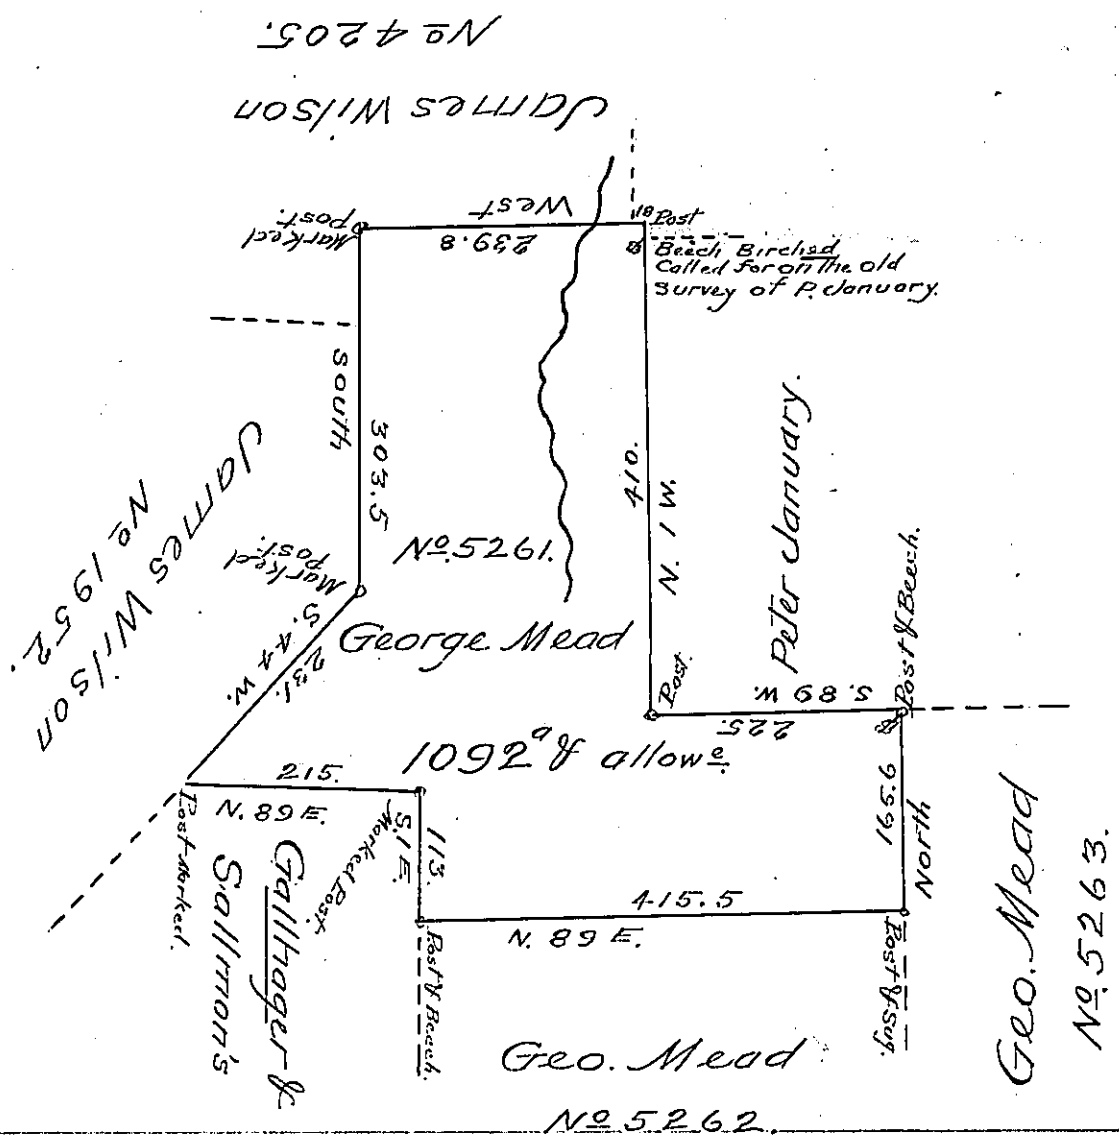 No 4205.
James Wilson
Marked
Post.
West
239.8
Post
Beech Birched
Called for on the old
Survey of P. January.
South
303.5
410.
N. 1 W.
Peter January.
James Wilson
No 1952.
Marked
Post.
No. 5261.
George Mead
S. 44 W.
231.
Post.
S. 89 W.
225.
Post & Beech.
1092 a & allowe
215.
N. 89 E.
Post Marked.
Marked Post
113.
S. 1 E.
165.6
North
415.5
N. 89 E.
Gallhager &
Sallmon's
Post & Beech.
Post & Sug.
Geo. Mead
No. 5263.
Geo. Mead
No 5262.